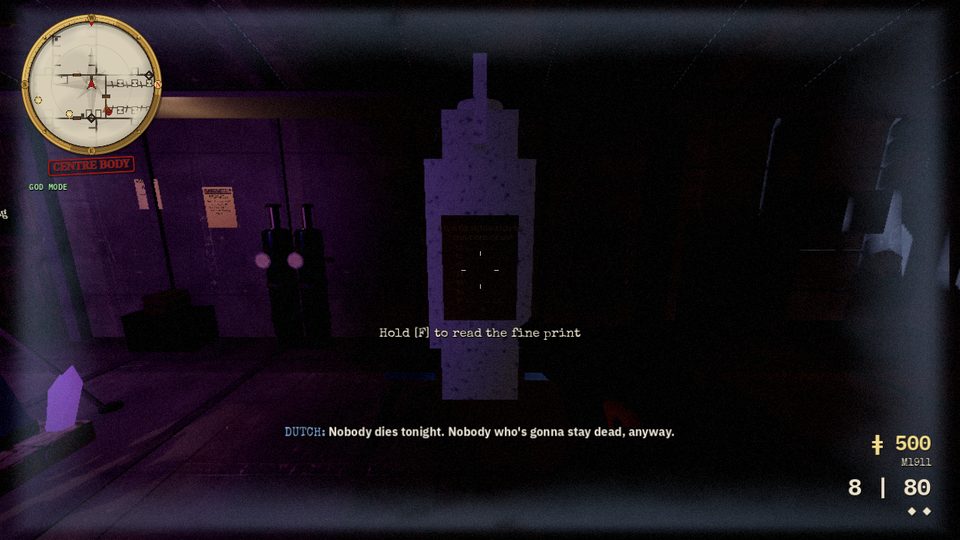 CENTRE BODY
GOD MODE
Hold [F] to read the fine print
DUTCH: Nobody dies tonight. Nobody who's gonna stay dead, anyway.
500
M1911
8 | 80